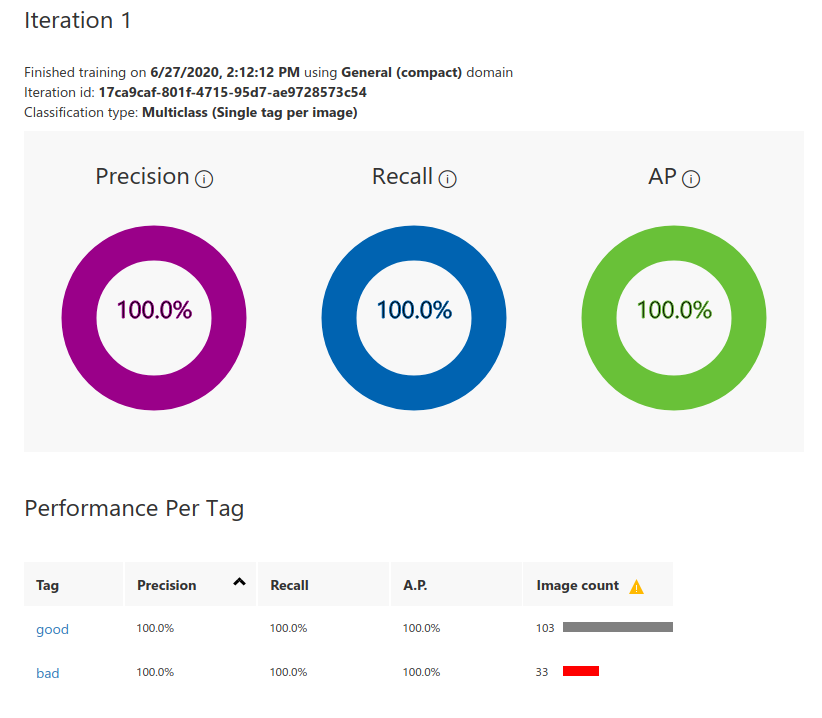 Iteration 1
Finished training on 6/27/2020, 2:12:12 PM using General (compact) domain
Iteration id: 17ca9caf-801f-4715-95d7-ae9728573c54
Classification type: Multiclass (Single tag per image)
Precision Recall AP
100.0% 100.0% 100.0%
Performance Per Tag
Tag Precision Recall A.P. Image count
good 100.0% 100.0% 100.0% 103
bad 100.0% 100.0% 100.0% 33